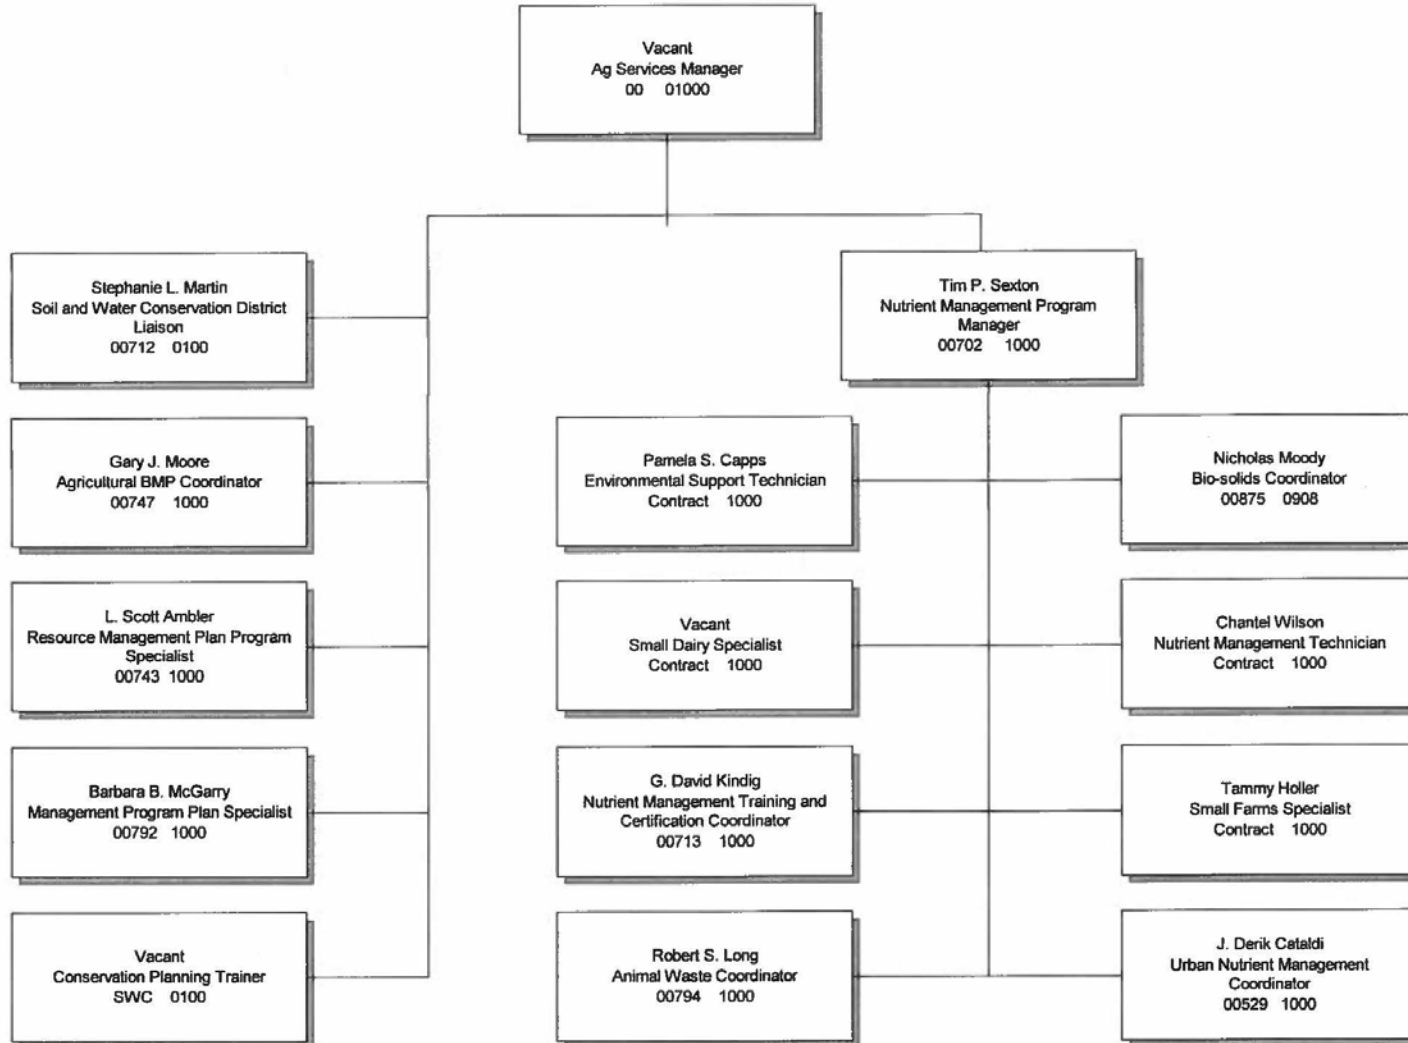 Vacant
Ag Services Manager
00 01000
Stephanie L. Martin
Soil and Water Conservation District
Liaison
00712 0100
Tim P. Sexton
Nutrient Management Program
Manager
00702 1000
Gary J. Moore
Agricultural BMP Coordinator
00747 1000
Pamela S. Capps
Environmental Support Technician
Contract 1000
Nicholas Moody
Bio-solids Coordinator
00875 0908
L. Scott Ambler
Resource Management Plan Program
Specialist
00743 1000
Vacant
Small Dairy Specialist
Contract 1000
Chantel Wilson
Nutrient Management Technician
Contract 1000
Barbara B. McGarry
Management Program Plan Specialist
00792 1000
G. David Kindig
Nutrient Management Training and
Certification Coordinator
00713 1000
Tammy Holler
Small Farms Specialist
Contract 1000
Vacant
Conservation Planning Trainer
SWC 0100
Robert S. Long
Animal Waste Coordinator
00794 1000
J. Derik Cataldi
Urban Nutrient Management
Coordinator
00529 1000